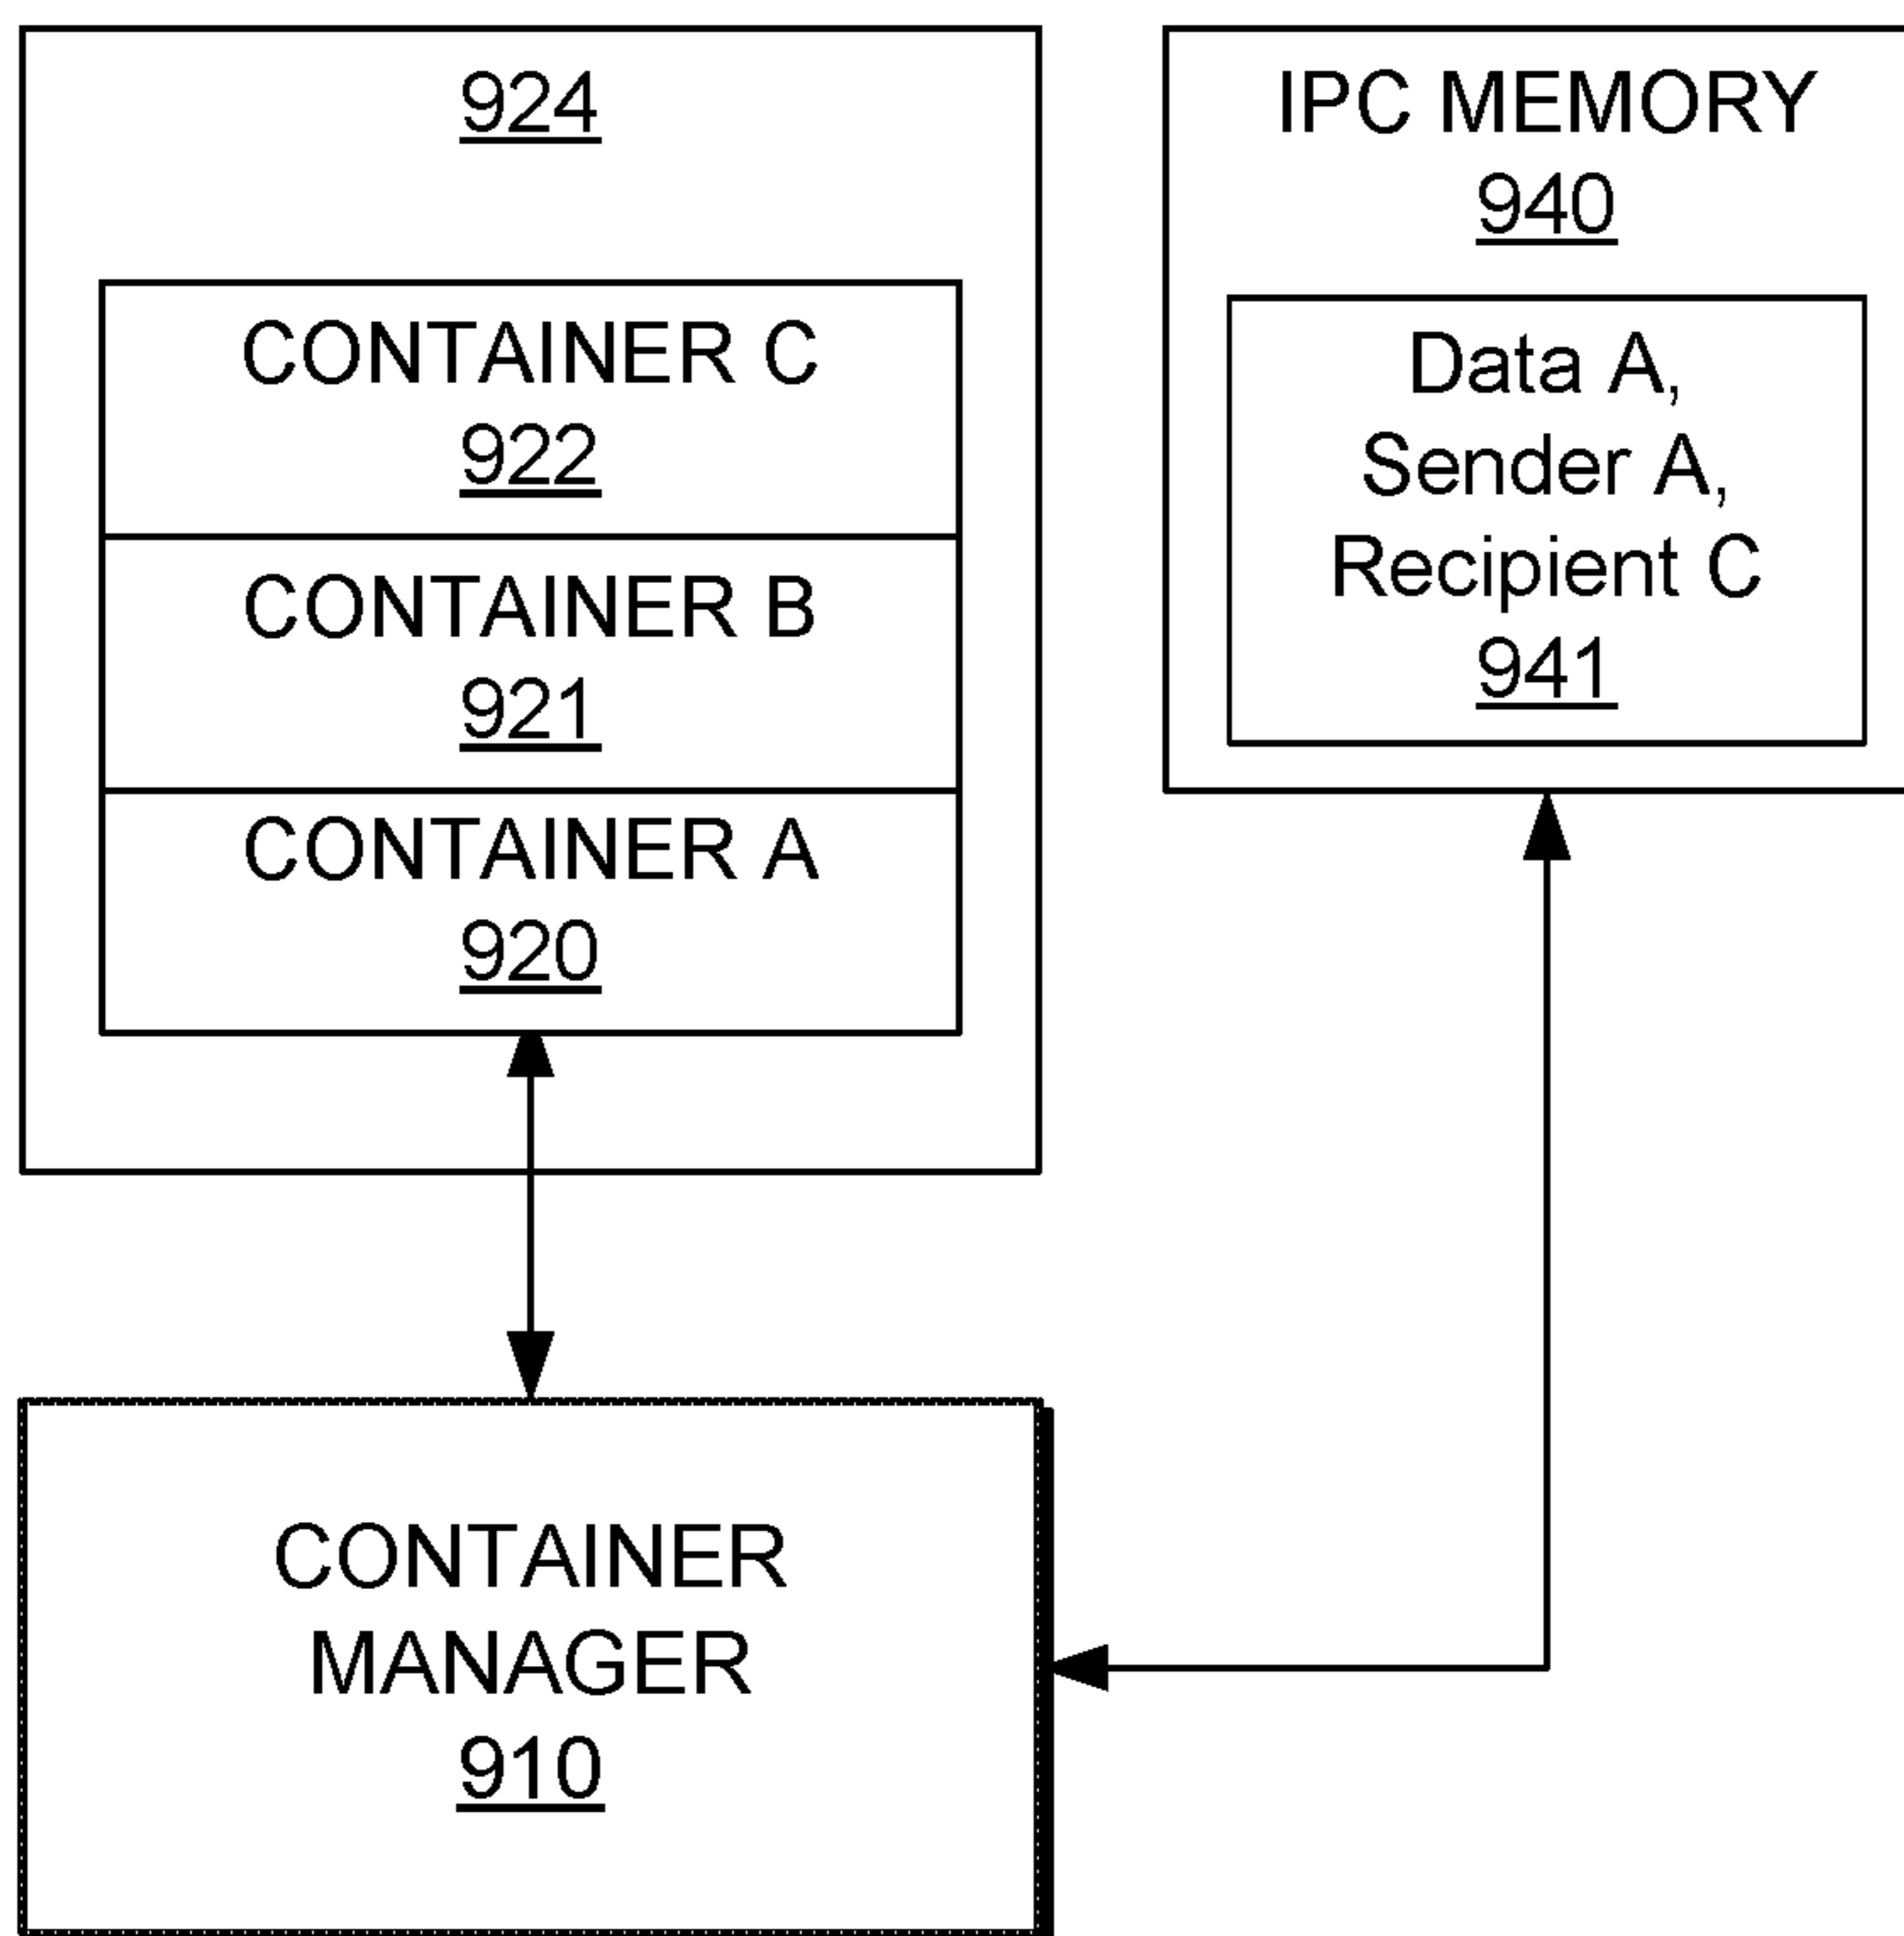 924
CONTAINER C
922
CONTAINER B
921
CONTAINER A
920
IPC MEMORY
940
Data A,
Sender A,
Recipient C
941
CONTAINER
MANAGER
910